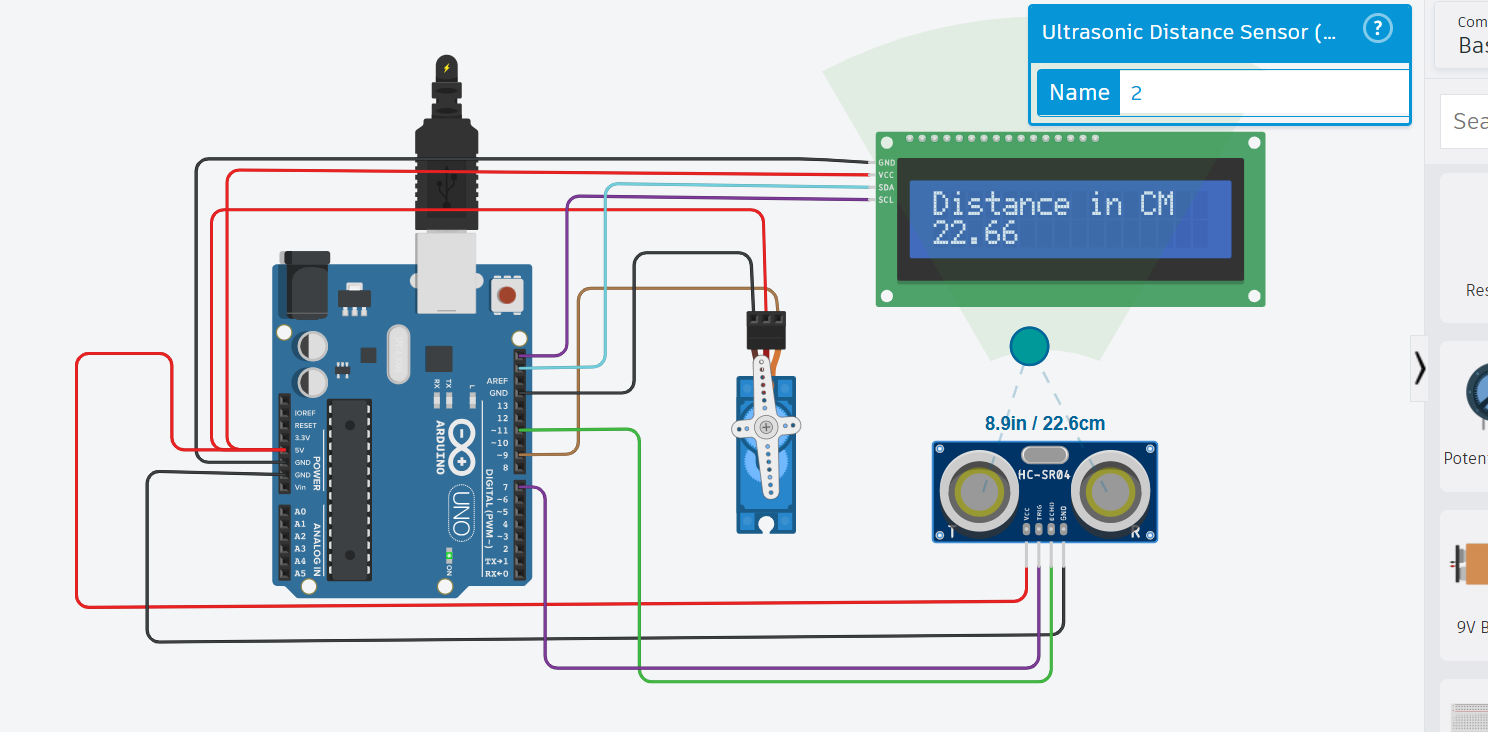 Ultrasonic Distance Sensor (...
?
Name 2
Com
Bas
Sea
GND
VCC
SDA
SCL
Distance in CM
22.66
Res
AREF
GND
13
12
~11
~10
~9
8
7
~6
~5
4
~3
2
TX→1
RX←0
DIGITAL (PWM~)
IOREF
RESET
3.3V
5V
GND
GND
Vin
POWER
A0
A1
A2
A3
A4
A5
ANALOG IN
RX
TX
L
ARDUINO
UNO
ON
8.9in / 22.6cm
HC-SR04
VCC
TRIG
ECHO
GND
T
R
Poten
9V B